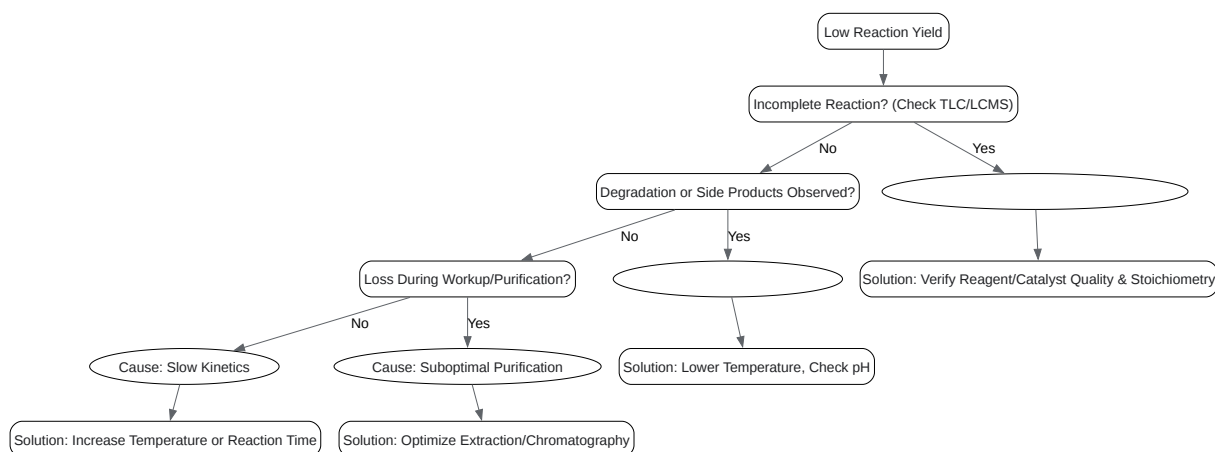 Low Reaction Yield
Incomplete Reaction? (Check TLC/LCMS)
No
Yes
Degradation or Side Products Observed?
No
Yes
Loss During Workup/Purification?
Solution: Verify Reagent/Catalyst Quality & Stoichiometry
No
Yes
Cause: Slow Kinetics
Cause: Suboptimal Purification
Solution: Lower Temperature, Check pH
Solution: Increase Temperature or Reaction Time
Solution: Optimize Extraction/Chromatography